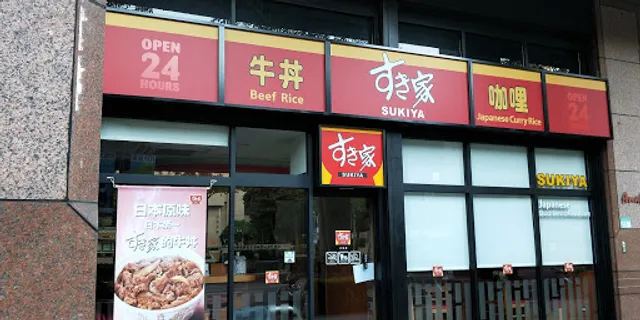 OPEN
24
HOURS
牛丼
Beef Rice
すき家
SUKIYA
咖哩
Japanese Curry Rice
OPEN
24
すき家
SUKIYA
SUKIYA
Japanese
日本原味
すき家的牛丼